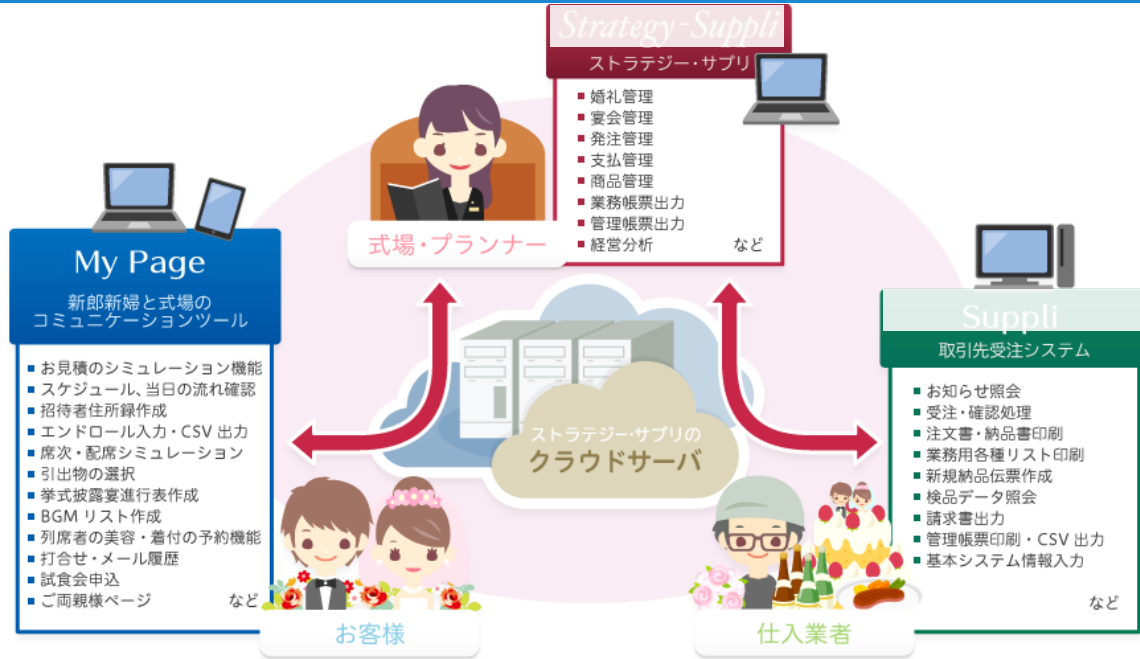 Strategy-Suppli
ストラテジー・サプリ
婚礼管理
宴会管理
発注管理
支払管理
商品管理
業務帳票出力
管理帳票出力
経営分析 など
式場・プランナー
My Page
新郎新婦と式場の
コミュニケーションツール
お見積のシミュレーション機能
スケジュール、当日の流れ確認
招待者住所録作成
エンドロール入力・CSV 出力
席次・配席シミュレーション
引出物の選択
挙式披露宴進行表作成
BGM リスト作成
列席者の美容・着付の予約機能
打合せ・メール履歴
試食会申込
ご両親様ページ など
お客様
ストラテジー・サプリの
クラウドサーバ
Suppli
取引先受注システム
お知らせ照会
受注・確認処理
注文書・納品書印刷
業務用各種リスト印刷
新規納品伝票作成
検品データ照会
請求書出力
管理帳票印刷・CSV 出力
基本システム情報入力
など
仕入業者